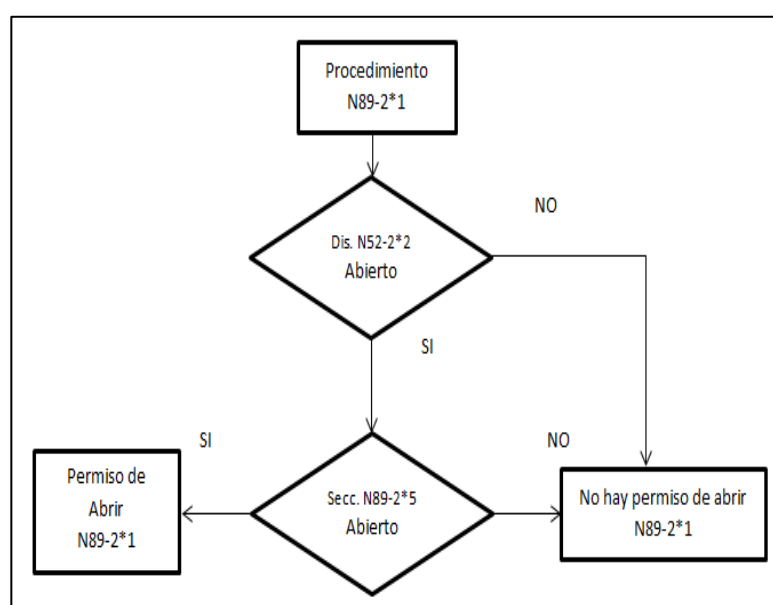 Procedimiento
N89-2*1
NO
Dis. N52-2*2
Abierto
SI
SI
NO
Permiso de
Abrir
N89-2*1
Secc. N89-2*5
Abierto
No hay permiso de abrir
N89-2*1